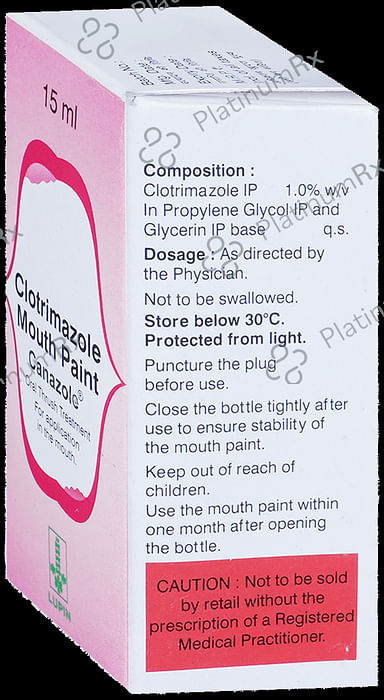 15 ml
Clotrimazole
Mouth Paint
Canazole®
Oral Thrush Treatment
For application
in the mouth.
LUPIN
Composition :
Clotrimazole IP 1.0% w/v
In Propylene Glycol IP and
Glycerin IP base q.s.
Dosage : As directed by
the Physician.
Not to be swallowed.
Store below 30°C.
Protected from light.
Puncture the plug
before use.
Close the bottle tightly after
use to ensure stability of
the mouth paint.
Keep out of reach of
children.
Use the mouth paint within
one month after opening
the bottle.
CAUTION : Not to be sold
by retail without the
prescription of a Registered
Medical Practitioner.
PlatinumRx
PlatinumRx
PlatinumRx